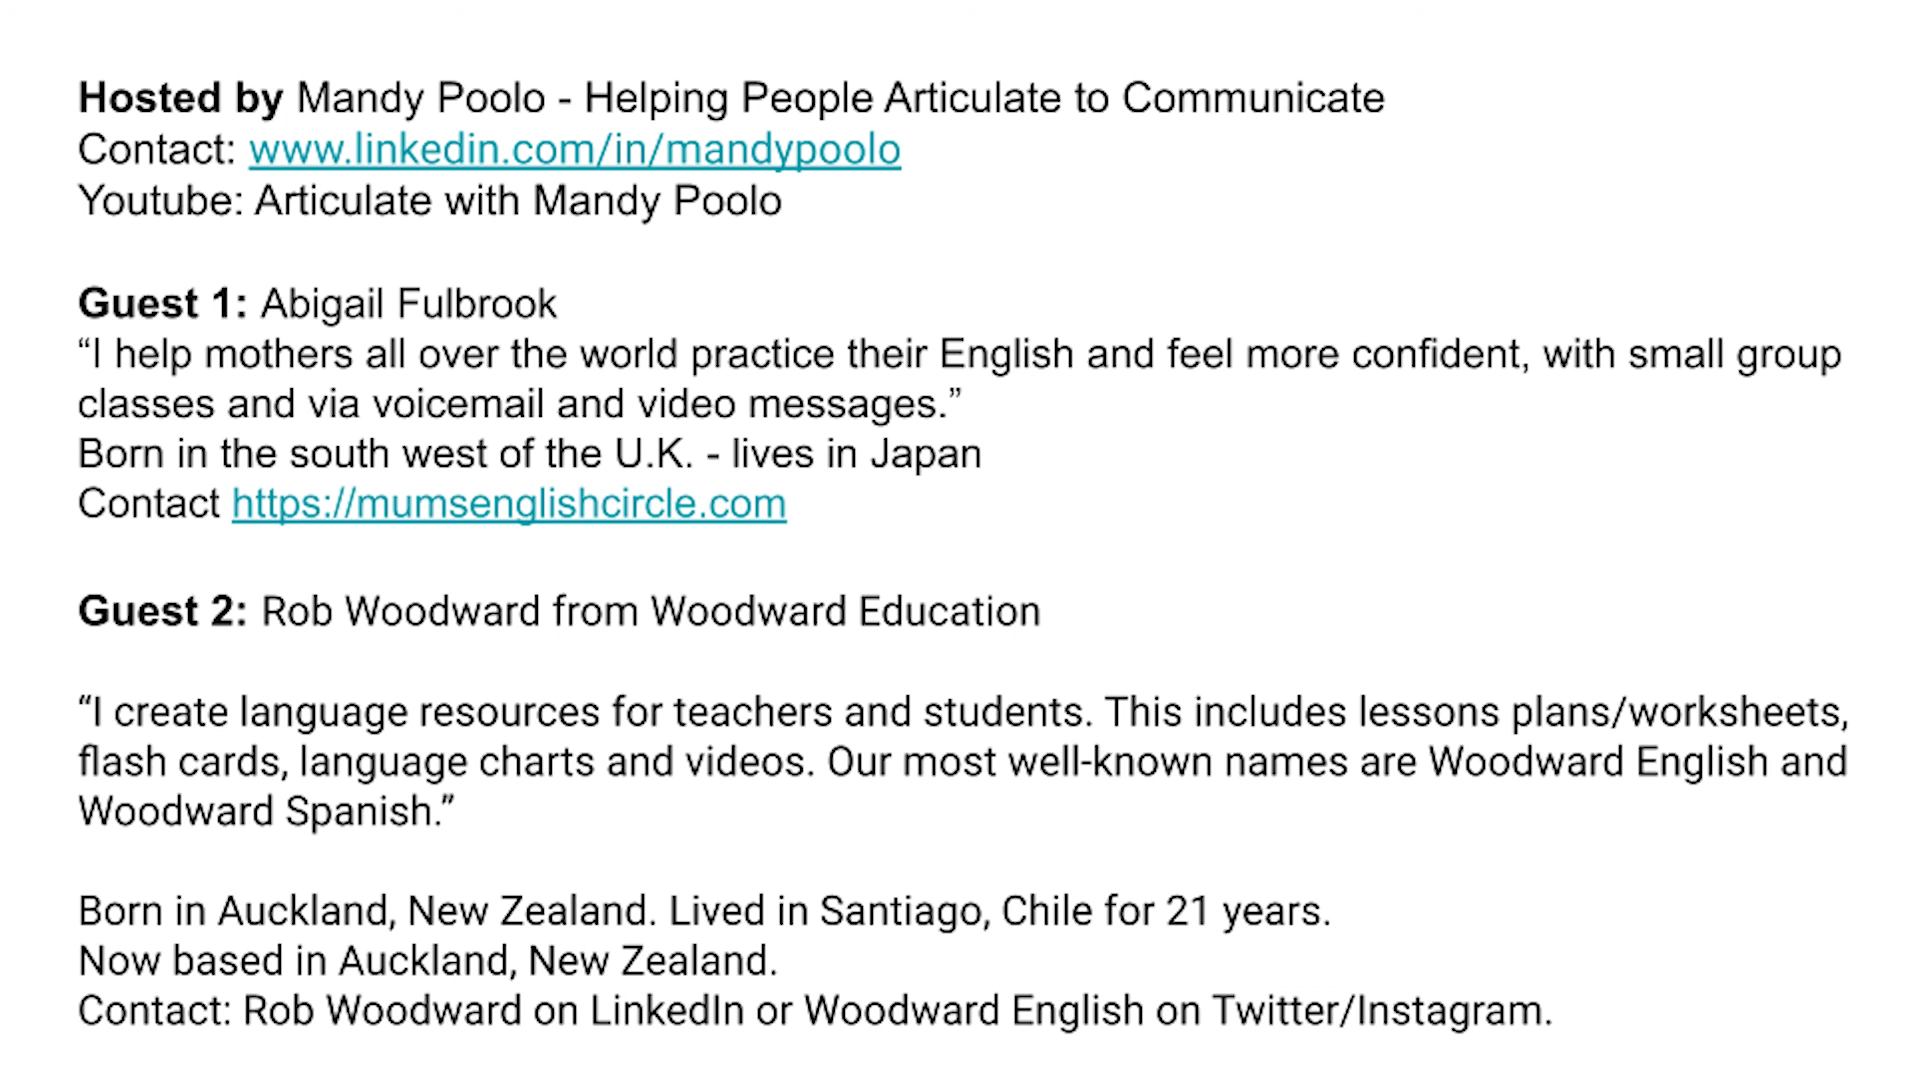 Hosted by Mandy Poolo - Helping People Articulate to Communicate
Contact: www.linkedin.com/in/mandypoolo
Youtube: Articulate with Mandy Poolo
Guest 1: Abigail Fulbrook
“I help mothers all over the world practice their English and feel more confident, with small group
classes and via voicemail and video messages.”
Born in the south west of the U.K. - lives in Japan
Contact https://mumsenglishcircle.com
Guest 2: Rob Woodward from Woodward Education
“I create language resources for teachers and students. This includes lessons plans/worksheets,
flash cards, language charts and videos. Our most well-known names are Woodward English and
Woodward Spanish.”
Born in Auckland, New Zealand. Lived in Santiago, Chile for 21 years.
Now based in Auckland, New Zealand.
Contact: Rob Woodward on LinkedIn or Woodward English on Twitter/Instagram.